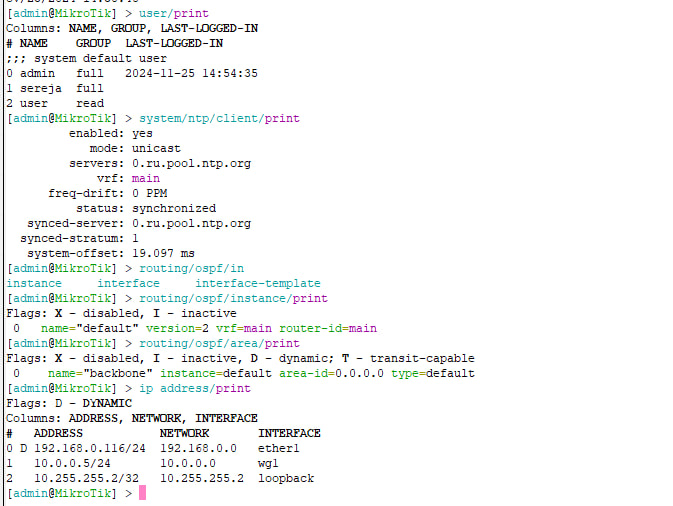 [admin@MikroTik] > user/print
Columns: NAME, GROUP, LAST-LOGGED-IN
# NAME    GROUP  LAST-LOGGED-IN
;;; system default user
0 admin   full   2024-11-25 14:54:35
1 sereja  full
2 user    read
[admin@MikroTik] > system/ntp/client/print
         enabled: yes
            mode: unicast
         servers: 0.ru.pool.ntp.org
             vrf: main
      freq-drift: 0 PPM
          status: synchronized
   synced-server: 0.ru.pool.ntp.org
  synced-stratum: 1
   system-offset: 19.097 ms
[admin@MikroTik] > routing/ospf/in
instance     interface     interface-template
[admin@MikroTik] > routing/ospf/instance/print
Flags: X - disabled, I - inactive
 0   name="default" version=2 vrf=main router-id=main
[admin@MikroTik] > routing/ospf/area/print
Flags: X - disabled, I - inactive, D - dynamic; T - transit-capable
 0    name="backbone" instance=default area-id=0.0.0.0 type=default
[admin@MikroTik] > ip address/print
Flags: D - DYNAMIC
Columns: ADDRESS, NETWORK, INTERFACE
#   ADDRESS           NETWORK       INTERFACE
0 D 192.168.0.116/24  192.168.0.0   ether1
1   10.0.0.5/24       10.0.0.0      wg1
2   10.255.255.2/32   10.255.255.2  loopback
[admin@MikroTik] >